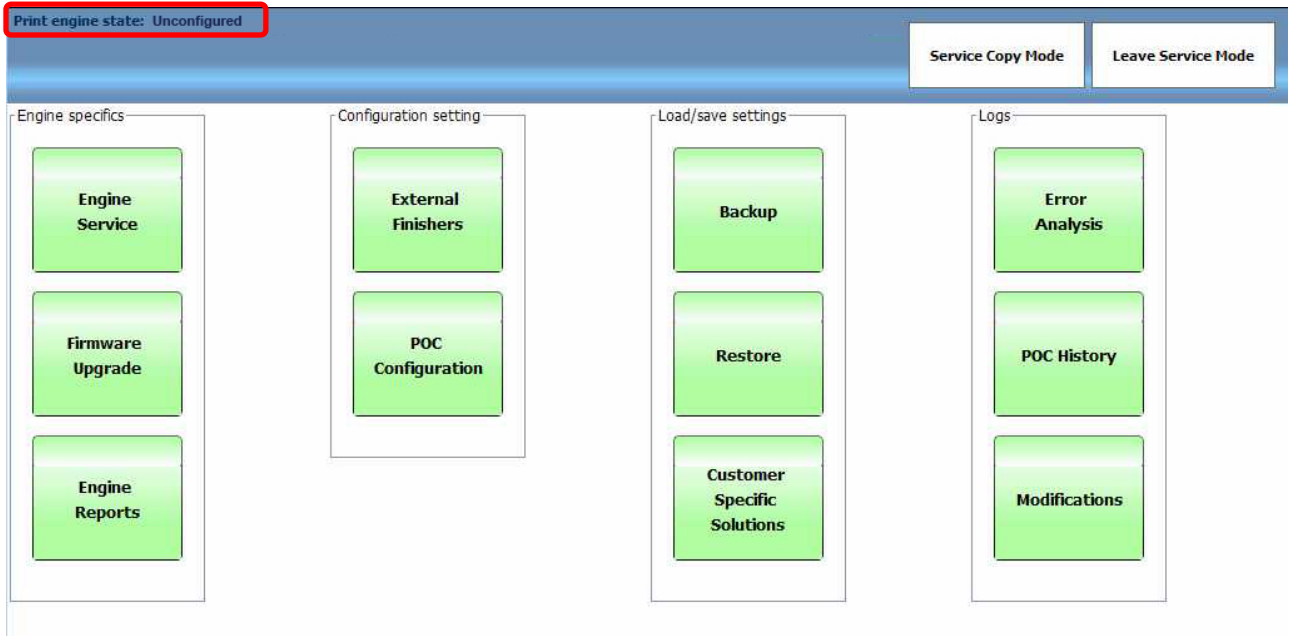 Print engine state: Unconfigured
Service Copy Mode
Leave Service Mode
Engine specifics
Engine
Service
Firmware
Upgrade
Engine
Reports
Configuration setting
External
Finishers
POC
Configuration
Load/save settings
Backup
Restore
Customer
Specific
Solutions
Logs
Error
Analysis
POC History
Modifications